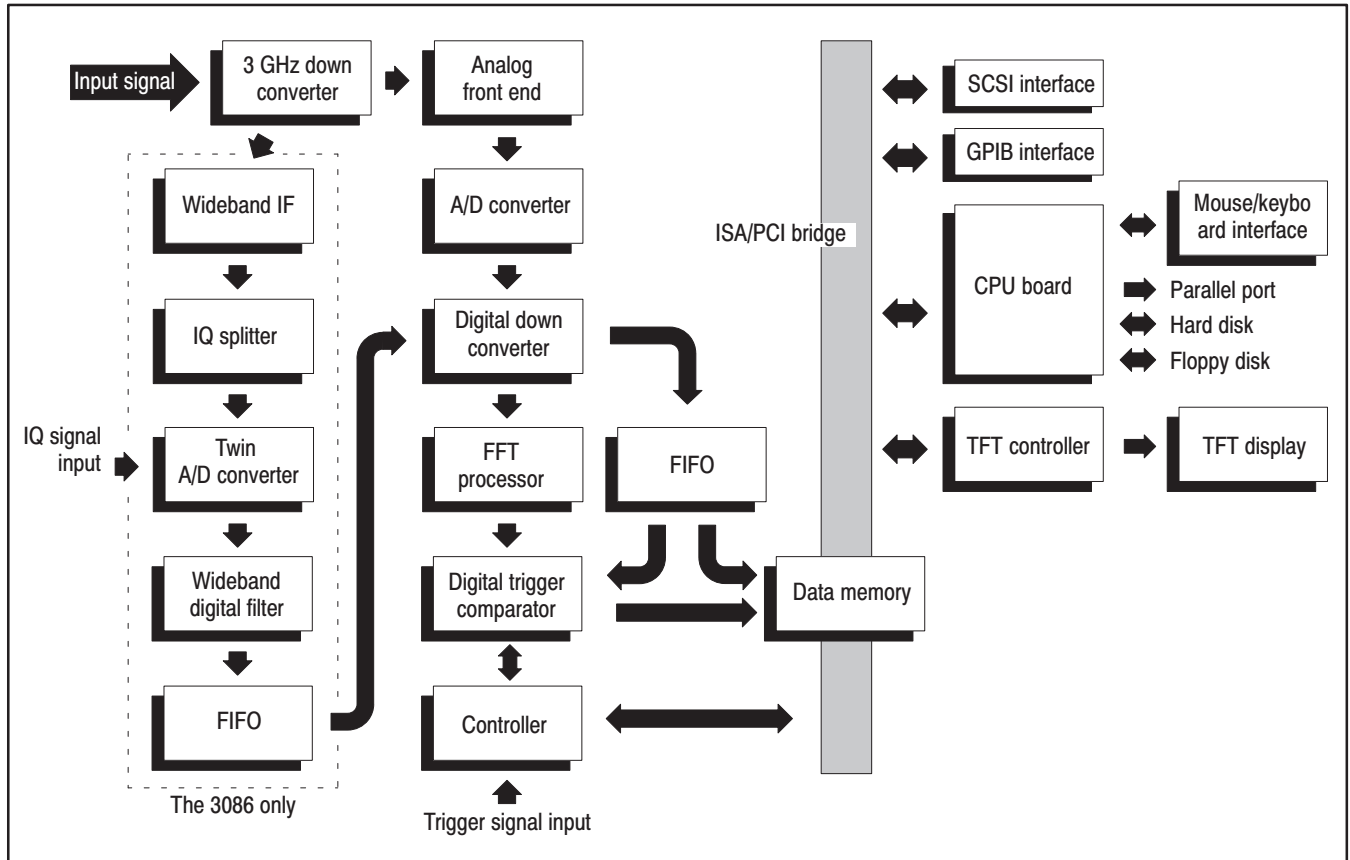 Input signal
3 GHz down
converter
Analog
front end
Wideband IF
A/D converter
IQ splitter
Digital down
converter
IQ signal
input
Twin
A/D converter
FFT
processor
FIFO
Wideband
digital filter
Digital trigger
comparator
Data memory
FIFO
Controller
The 3086 only
Trigger signal input
ISA/PCI bridge
SCSI interface
GPIB interface
CPU board
Mouse/keybo
ard interface
Parallel port
Hard disk
Floppy disk
TFT controller
TFT display